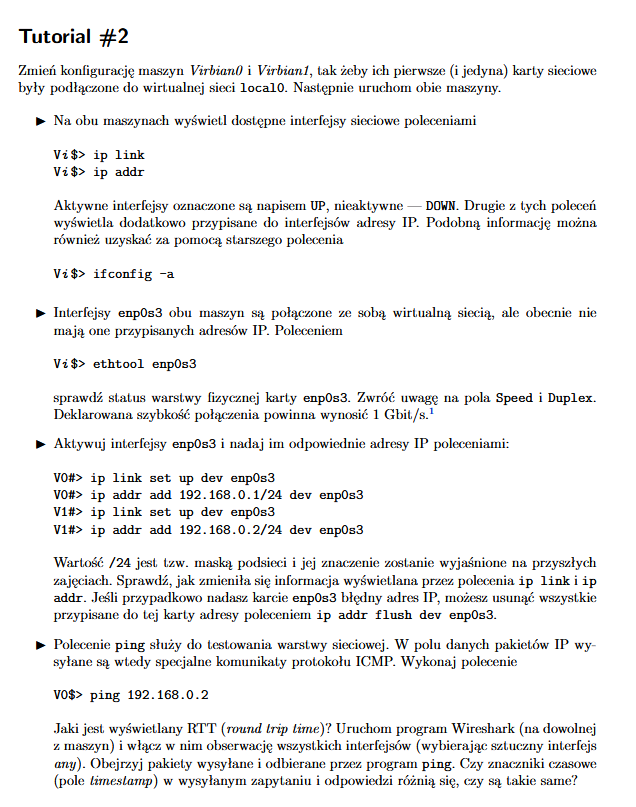 Tutorial #2
Zmień konfigurację maszyn Virbian0 i Virbian1, tak żeby ich pierwsze (i jedyna) karty sieciowe
były podłączone do wirtualnej sieci local0. Następnie uruchom obie maszyny.
▶ Na obu maszynach wyświetl dostępne interfejsy sieciowe poleceniami
Vi$> ip link
Vi$> ip addr
Aktywne interfejsy oznaczone są napisem UP, nieaktywne — DOWN. Drugie z tych poleceń
wyświetla dodatkowo przypisane do interfejsów adresy IP. Podobną informację można
również uzyskać za pomocą starszego polecenia
Vi$> ifconfig -a
▶ Interfejsy enp0s3 obu maszyn są połączone ze sobą wirtualną siecią, ale obecnie nie
mają one przypisanych adresów IP. Poleceniem
Vi$> ethtool enp0s3
sprawdź status warstwy fizycznej karty enp0s3. Zwróć uwagę na pola Speed i Duplex.
Deklarowana szybkość połączenia powinna wynosić 1 Gbit/s.1
▶ Aktywuj interfejsy enp0s3 i nadaj im odpowiednie adresy IP poleceniami:
V0#> ip link set up dev enp0s3
V0#> ip addr add 192.168.0.1/24 dev enp0s3
V1#> ip link set up dev enp0s3
V1#> ip addr add 192.168.0.2/24 dev enp0s3
Wartość /24 jest tzw. maską podsieci i jej znaczenie zostanie wyjaśnione na przyszłych
zajęciach. Sprawdź, jak zmieniła się informacja wyświetlana przez polecenia ip link i ip
addr. Jeśli przypadkowo nadasz karcie enp0s3 błędny adres IP, możesz usunąć wszystkie
przypisane do tej karty adresy poleceniem ip addr flush dev enp0s3.
▶ Polecenie ping służy do testowania warstwy sieciowej. W polu danych pakietów IP wy-
syłane są wtedy specjalne komunikaty protokołu ICMP. Wykonaj polecenie
V0$> ping 192.168.0.2
Jaki jest wyświetlany RTT (round trip time)? Uruchom program Wireshark (na dowolnej
z maszyn) i włącz w nim obserwację wszystkich interfejsów (wybierając sztuczny interfejs
any). Obejrzyj pakiety wysyłane i odbierane przez program ping. Czy znaczniki czasowe
(pole timestamp) w wysyłanym zapytaniu i odpowiedzi różnią się, czy są takie same?